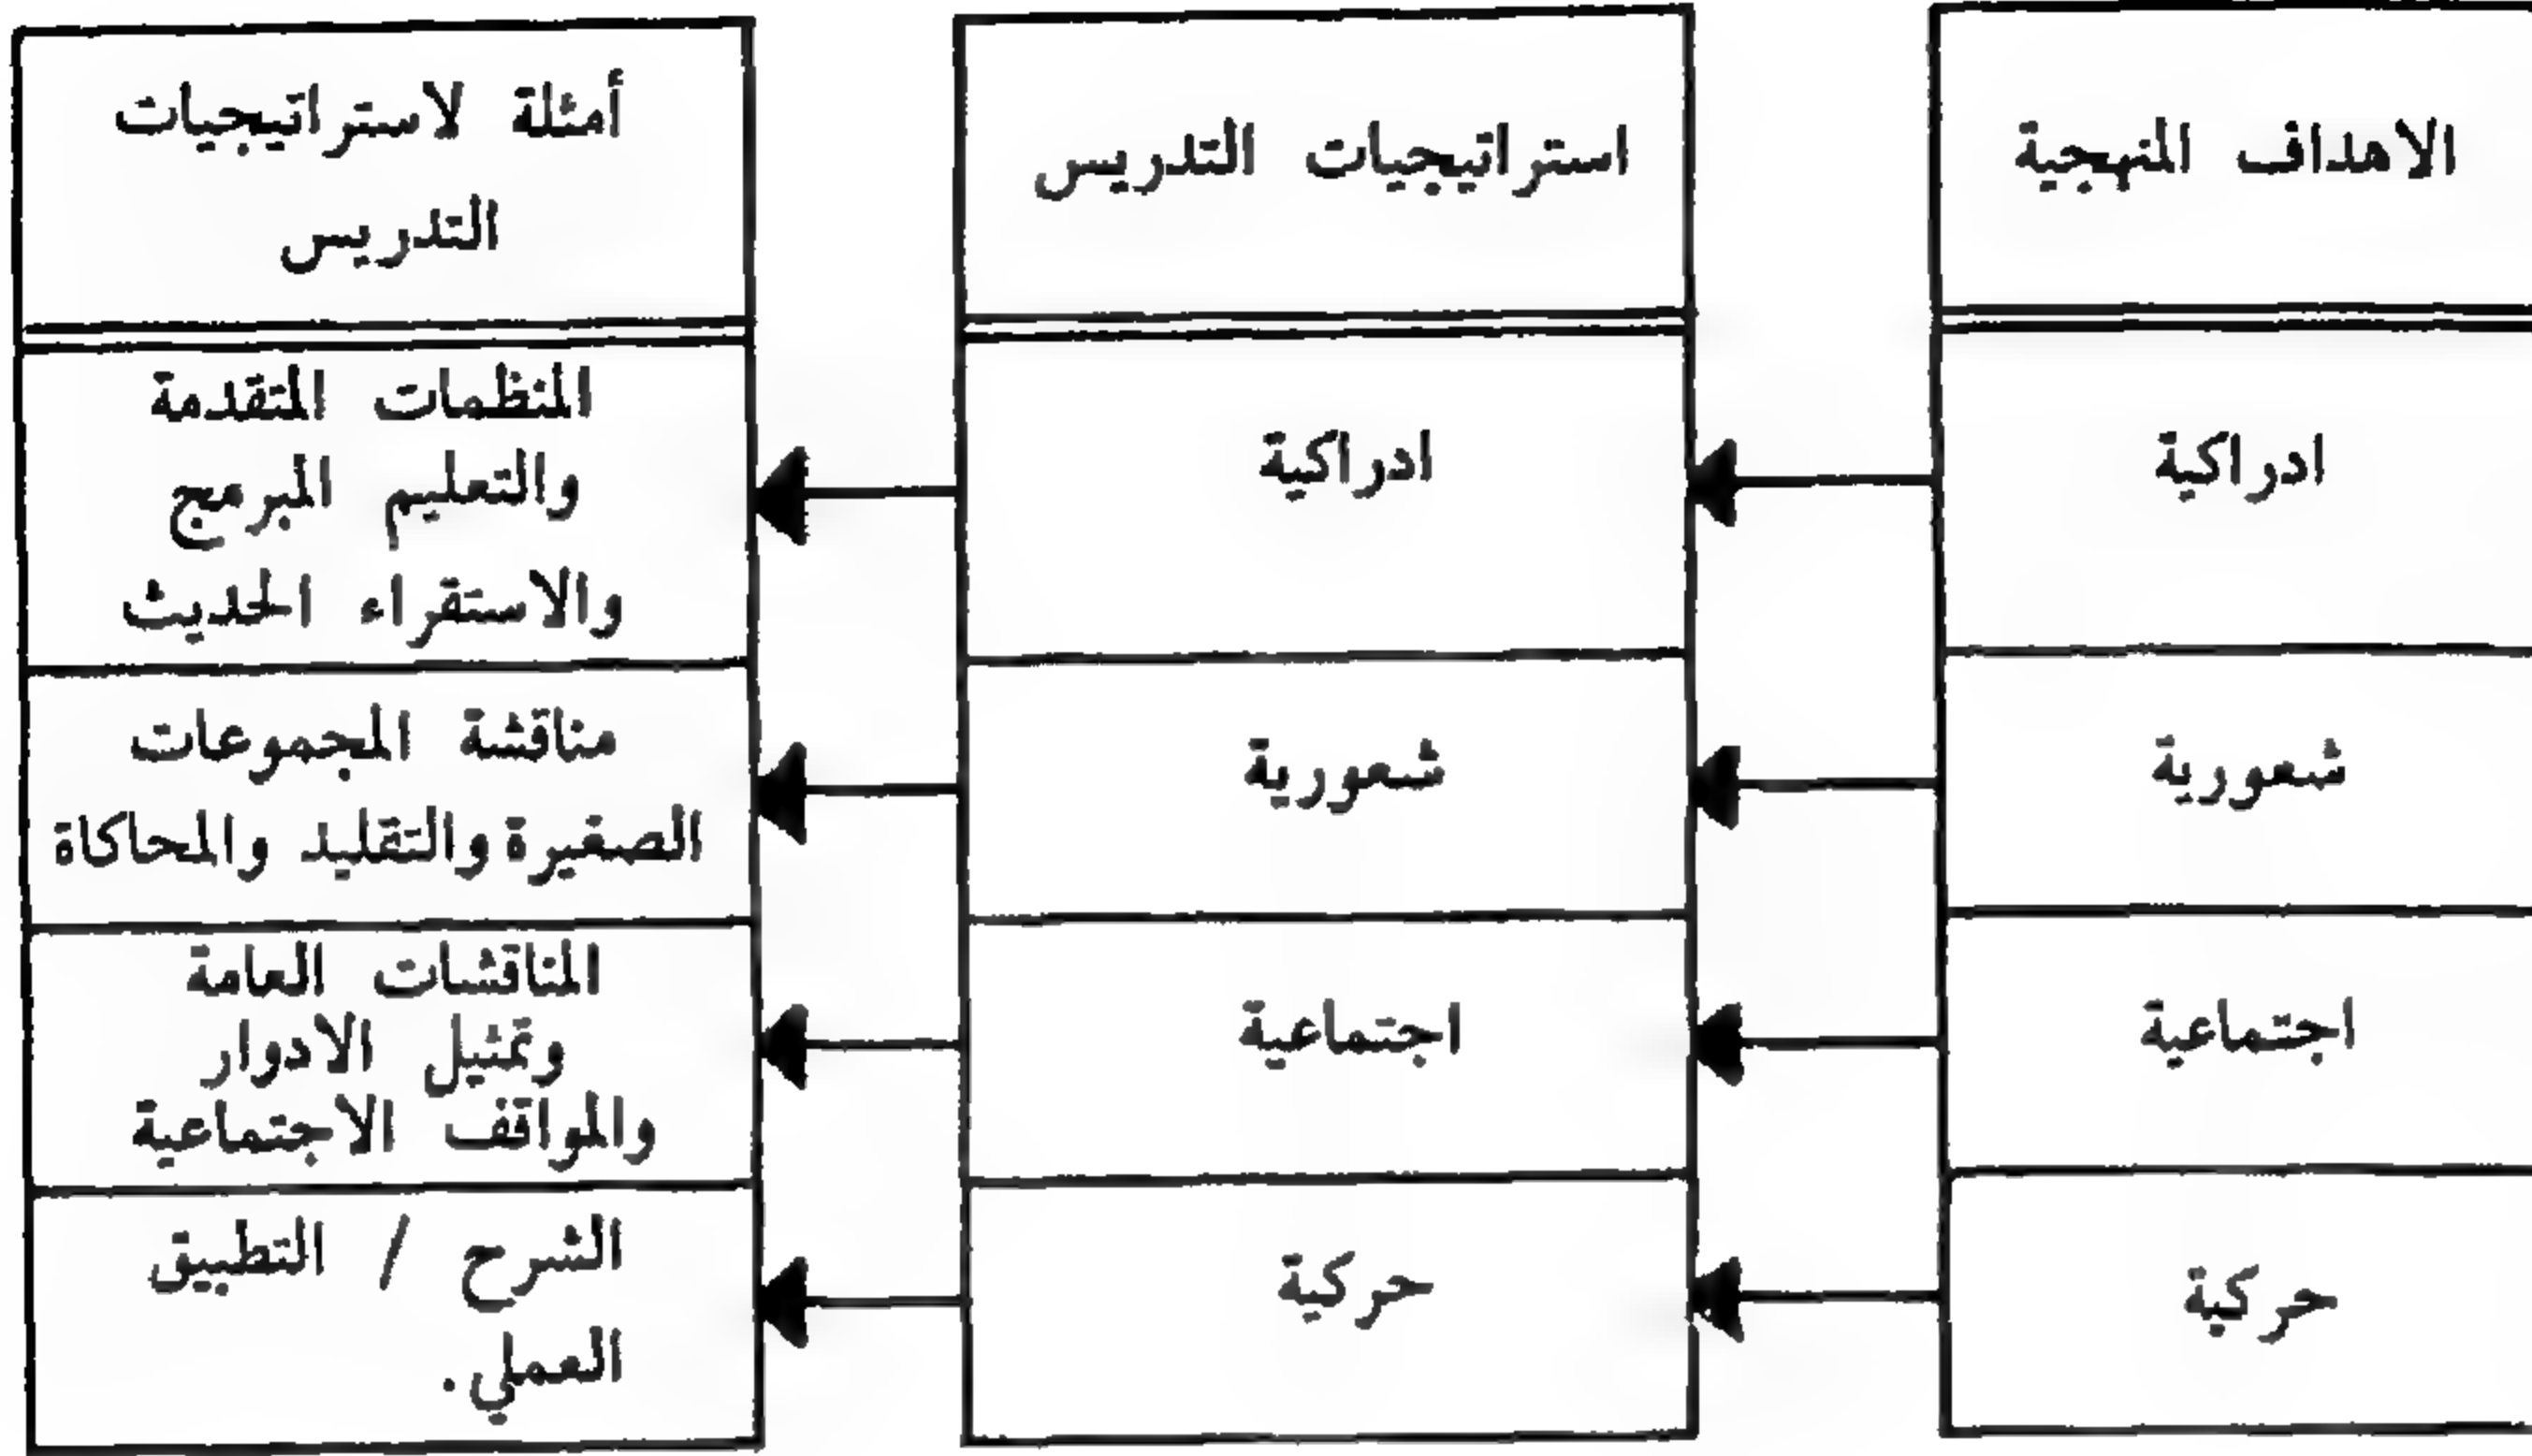 الاهداف المنهجية
استراتيجيات التدريس
أمثلة لاستراتيجيات
التدريس
ادراكية
ادراكية
المنظمات المتقدمة
والتعليم المبرمج
والاستقراء الحديث
شعورية
شعورية
مناقشة المجموعات
الصغيرة والتقليد والمحاكاة
اجتماعية
اجتماعية
المناقشات العامة
وتمثيل الادوار
والمواقف الاجتماعية
حركية
حركية
الشرح / التطبيق
العملي.